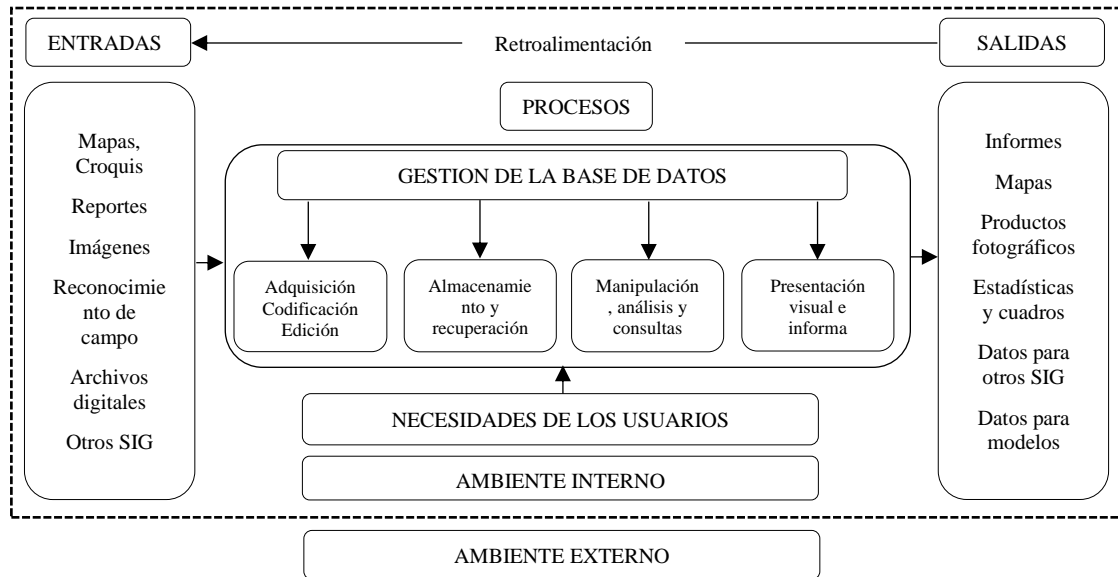 ENTRADAS
Retroalimentación
SALIDAS
PROCESOS
Mapas,
Croquis
Reportes
Imágenes
Reconocimie
nto de
campo
Archivos
digitales
Otros SIG
GESTION DE LA BASE DE DATOS
Adquisición
Codificación
Edición
Almacenamie
nto y
recuperación
Manipulación
, análisis y
consultas
Presentación
visual e
informa
Informes
Mapas
Productos
fotográficos
Estadísticas
y cuadros
Datos para
otros SIG
Datos para
modelos
NECESIDADES DE LOS USUARIOS
AMBIENTE INTERNO
AMBIENTE EXTERNO